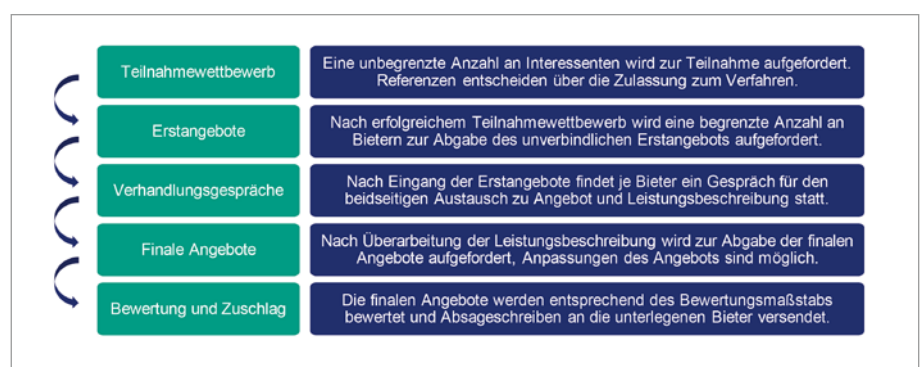 Teilnahmewettbewerb
Eine unbegrenzte Anzahl an Interessenten wird zur Teilnahme aufgefordert.
Referenzen entscheiden über die Zulassung zum Verfahren.
Erstangebote
Nach erfolgreichem Teilnahmewettbewerb wird eine begrenzte Anzahl an
Bietern zur Abgabe des unverbindlichen Erstangebots aufgefordert.
Verhandlungsgespräche
Nach Eingang der Erstangebote findet je Bieter ein Gespräch für den
beidseitigen Austausch zu Angebot und Leistungsbeschreibung statt.
Finale Angebote
Nach Überarbeitung der Leistungsbeschreibung wird zur Abgabe der finalen
Angebote aufgefordert, Anpassungen des Angebots sind möglich.
Bewertung und Zuschlag
Die finalen Angebote werden entsprechend des Bewertungsmaßstabs
bewertet und Absageschreiben an die unterlegenen Bieter versendet.